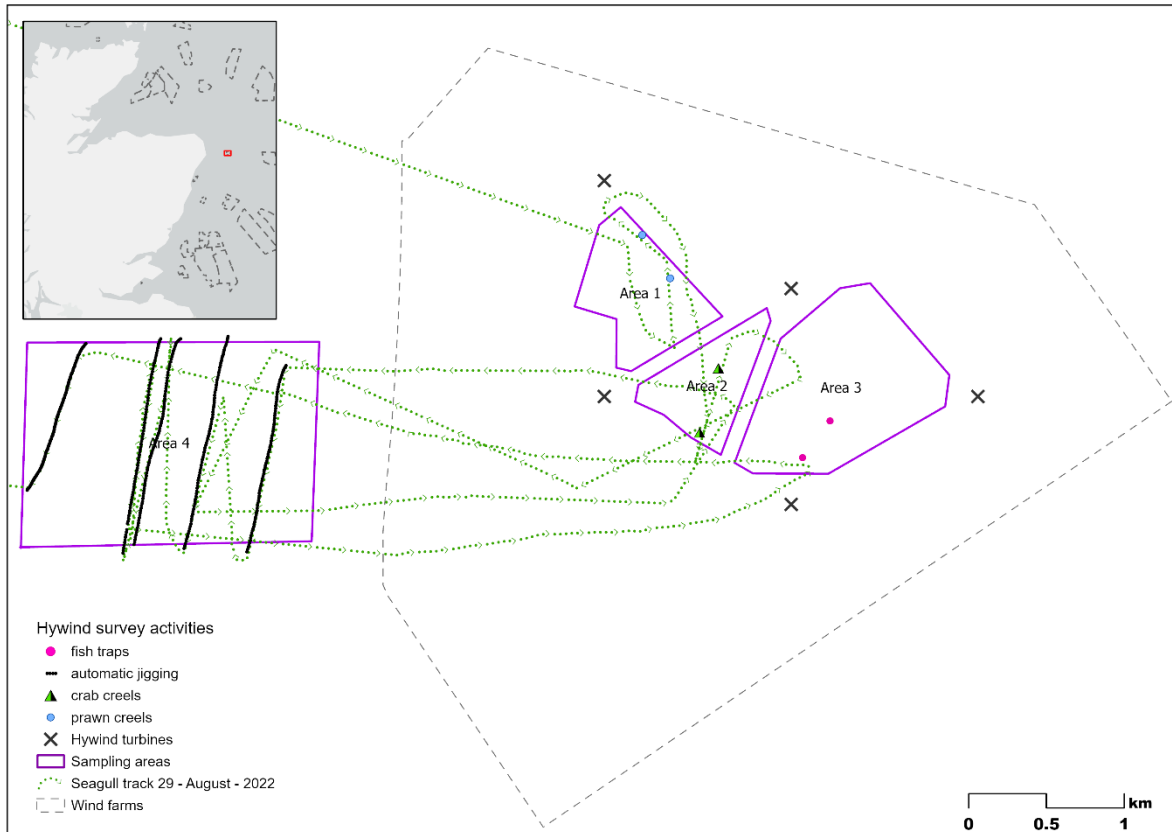 Area 1
Area 2
Area 3
Area 4
Hywind survey activities
fish traps
automatic jigging
crab creels
prawn creels
Hywind turbines
Sampling areas
Seagull track 29 - August - 2022
Wind farms
km
0 0.5 1